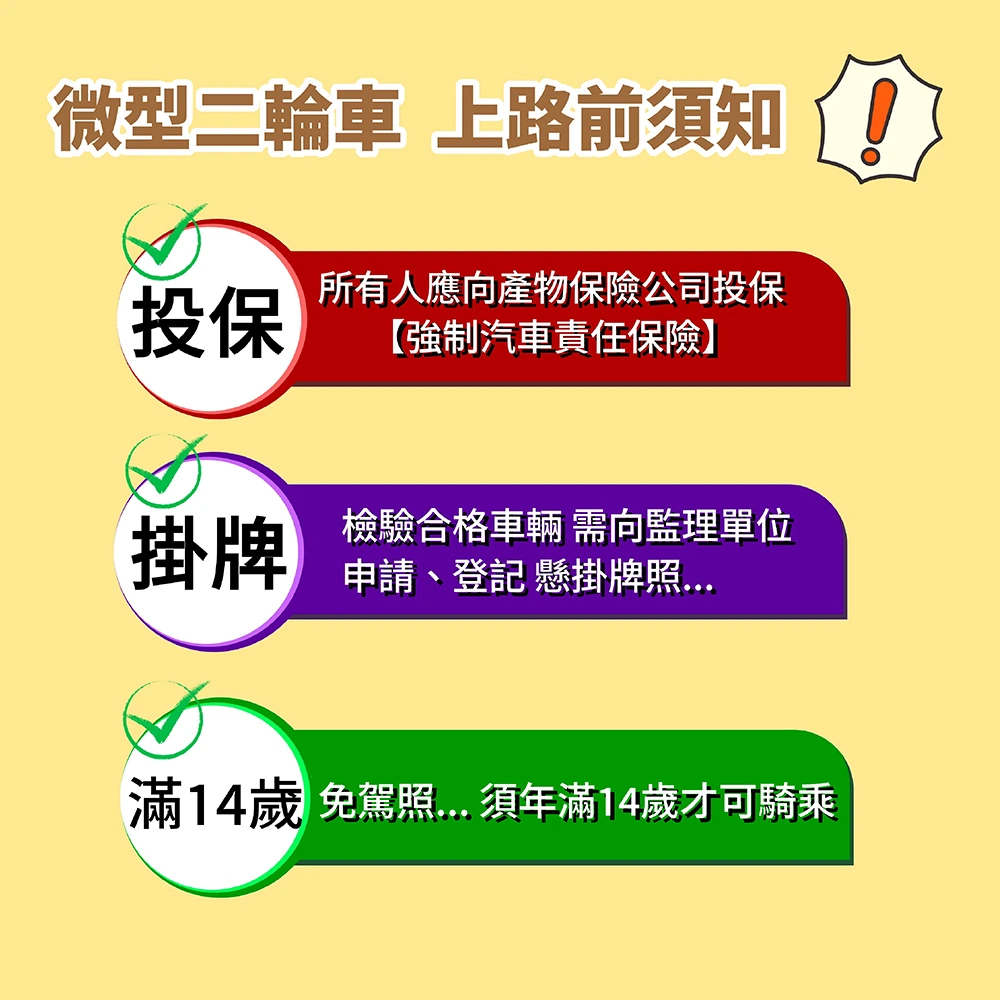 微型二輪車 上路前須知
投保
所有人應向產物保險公司投保
【強制汽車責任保險】
掛牌
檢驗合格車輛 需向監理單位
申請、登記 懸掛牌照...
滿14歲
免駕照... 須年滿14歲才可騎乘